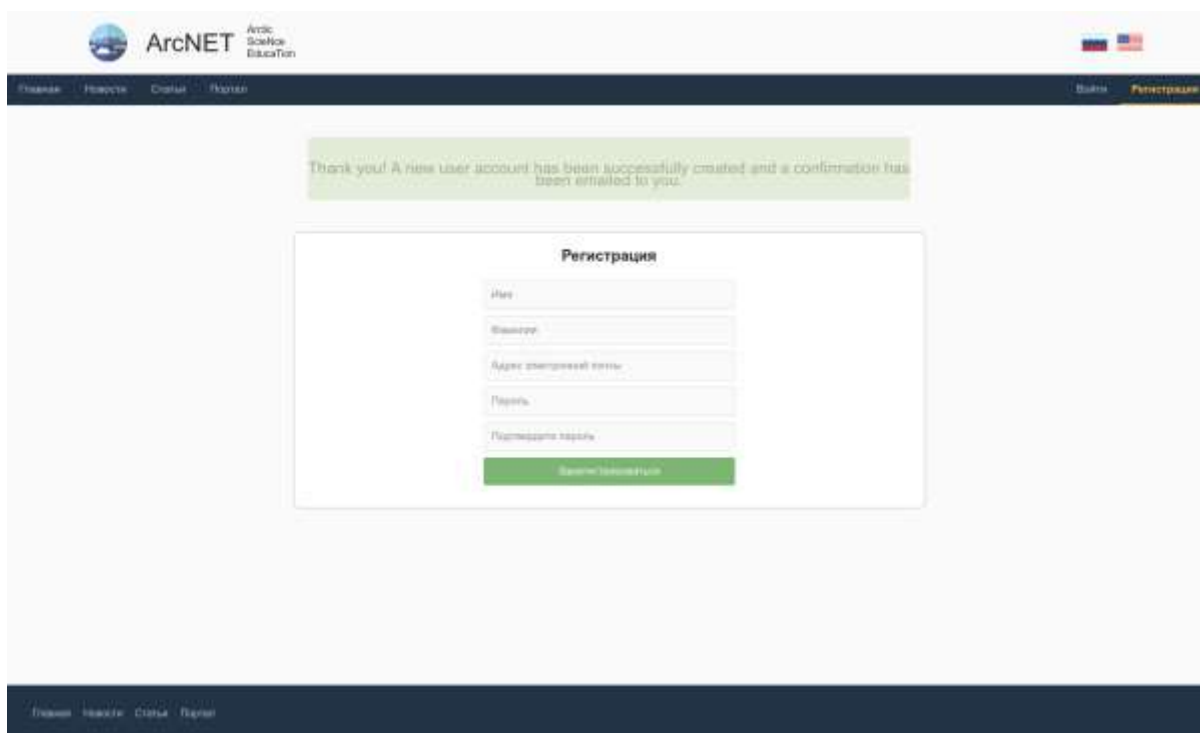 ArcNET
Arctic
ScieNce
EducaTion
Главная Новости Статьи Портал
Войти Регистрация
Thank you! A new user account has been successfully created and a confirmation has
been emailed to you.
Регистрация
Имя
Фамилия
Адрес электронной почты
Пароль
Подтвердите пароль
Зарегистрироваться
Главная Новости Статьи Портал